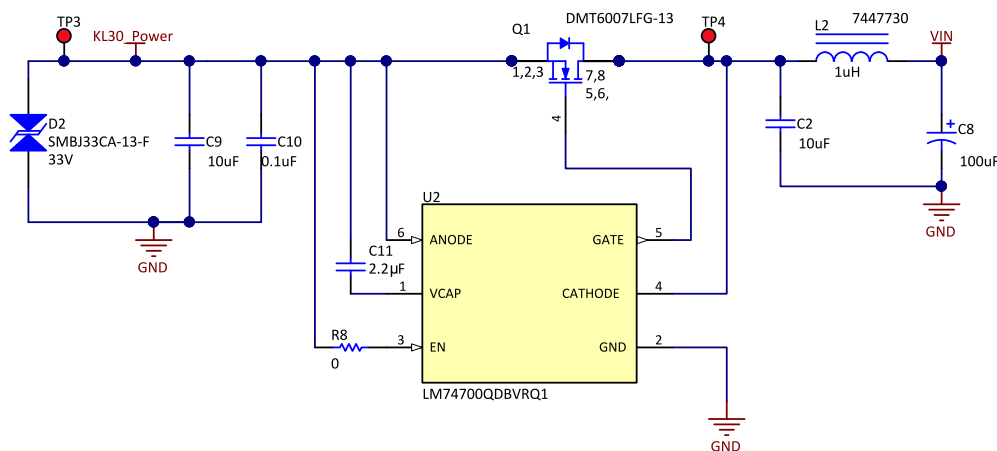 TP3
KL30_Power
Q1
DMT6007LFG-13
TP4
L2
7447730
VIN
1,2,3
7,8
5,6,
4
1uH
D2
SMBJ33CA-13-F
33V
C9
10uF
C10
0.1uF
C2
10uF
+
C8
100uF
GND
GND
U2
6
ANODE
GATE
5
C11
2.2µF
1
VCAP
CATHODE
4
R8
0
3
EN
GND
2
LM74700QDBVRQ1
GND